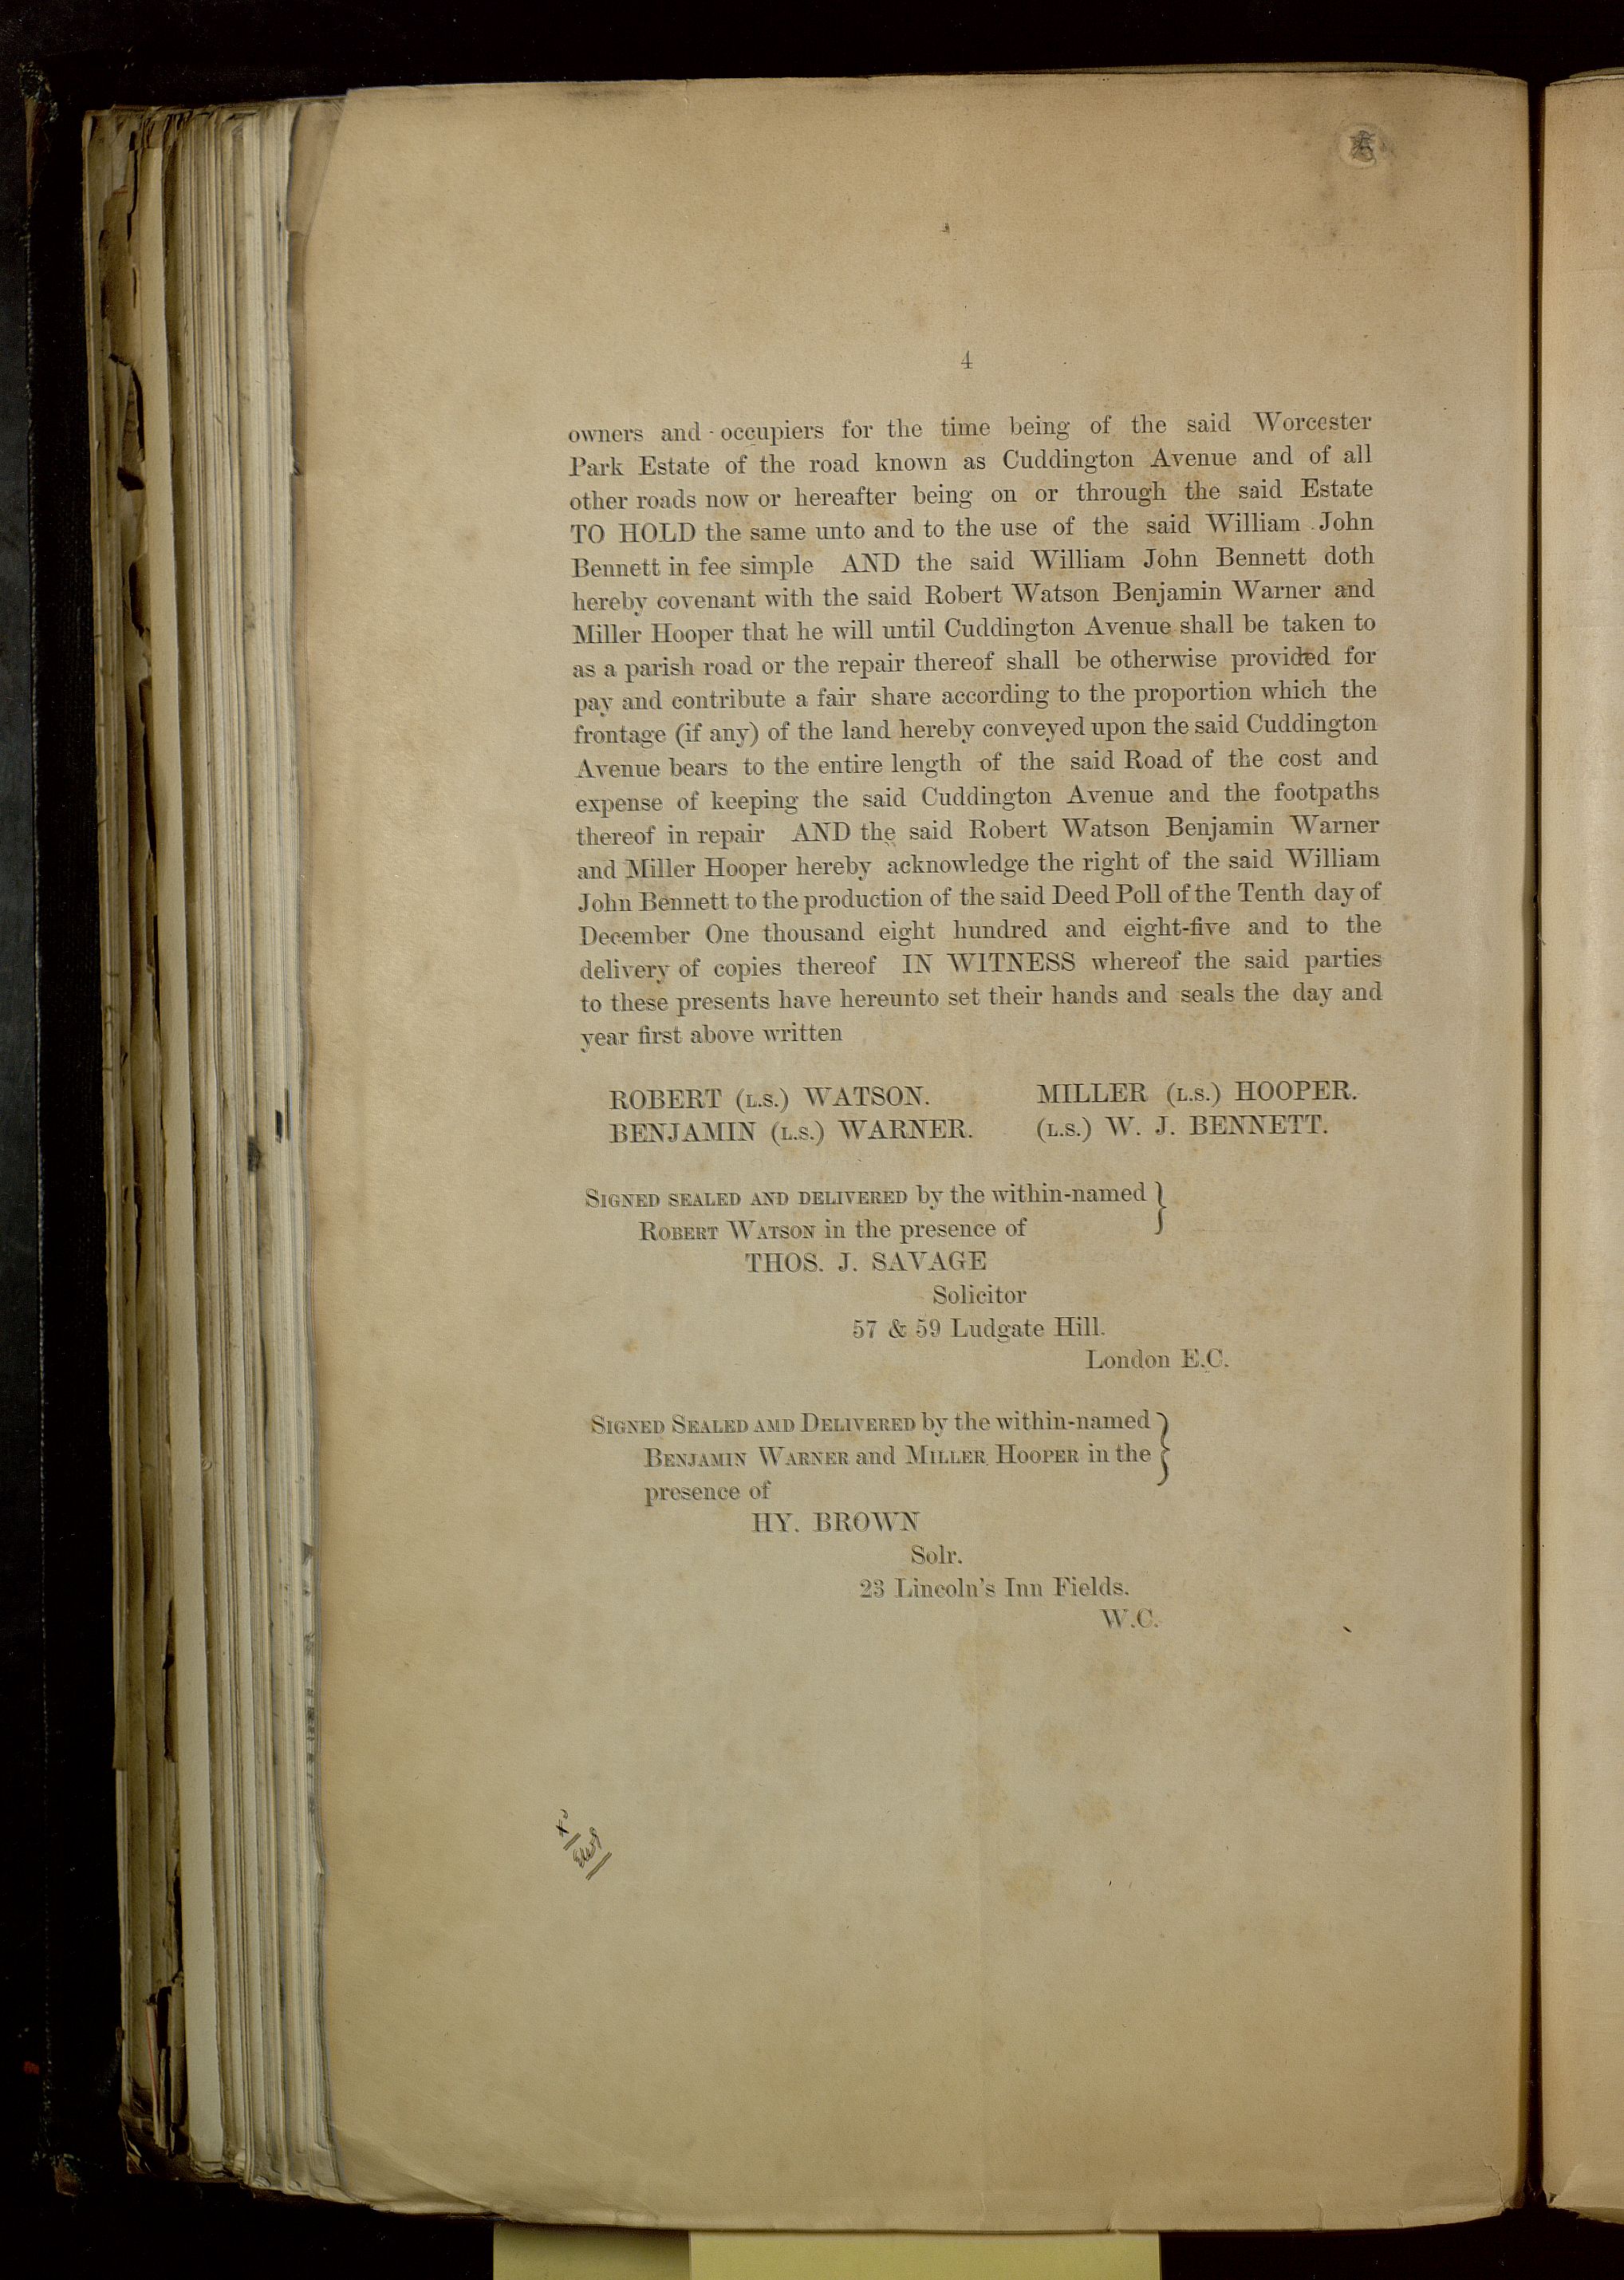 4
owners and occupiers for the time being of the said Worcester
Park Estate of the road known as Cuddington Avenue and of all
other roads now or hereafter being on or through the said Estate
TO HOLD the same unto and to the use of the said William John
Bennett in fee simple AND the said William John Bennett doth
hereby covenant with the said Robert Watson Benjamin Warner and
Miller Hooper that he will until Cuddington Avenue shall be taken to
as a parish road or the repair thereof shall be otherwise provided for
pay and contribute a fair share according to the proportion which the
frontage (if any) of the land hereby conveyed upon the said Cuddington
Avenue bears to the entire length of the said Road of the cost and
expense of keeping the said Cuddington Avenue and the footpaths
thereof in repair AND the said Robert Watson Benjamin Warner
and Miller Hooper hereby acknowledge the right of the said William
John Bennett to the production of the said Deed Poll of the Tenth day of
December One thousand eight hundred and eight-five and to the
delivery of copies thereof IN WITNESS whereof the said parties
to these presents have hereunto set their hands and seals the day and
year first above written
ROBERT (L.S.) WATSON. MILLER (L.S.) HOOPER.
BENJAMIN (L.S.) WARNER. (L.S.) W. J. BENNETT.
SIGNED SEALED AND DELIVERED by the within-named }
ROBERT WATSON in the presence of
THOS. J. SAVAGE
Solicitor
57 & 59 Ludgate Hill.
London E.C.
SIGNED SEALED AMD DELIVERED by the within-named }
BENJAMIN WARNER and MILLER HOOPER in the
presence of
HY. BROWN
Solr.
23 Lincoln's Inn Fields.
W.C.